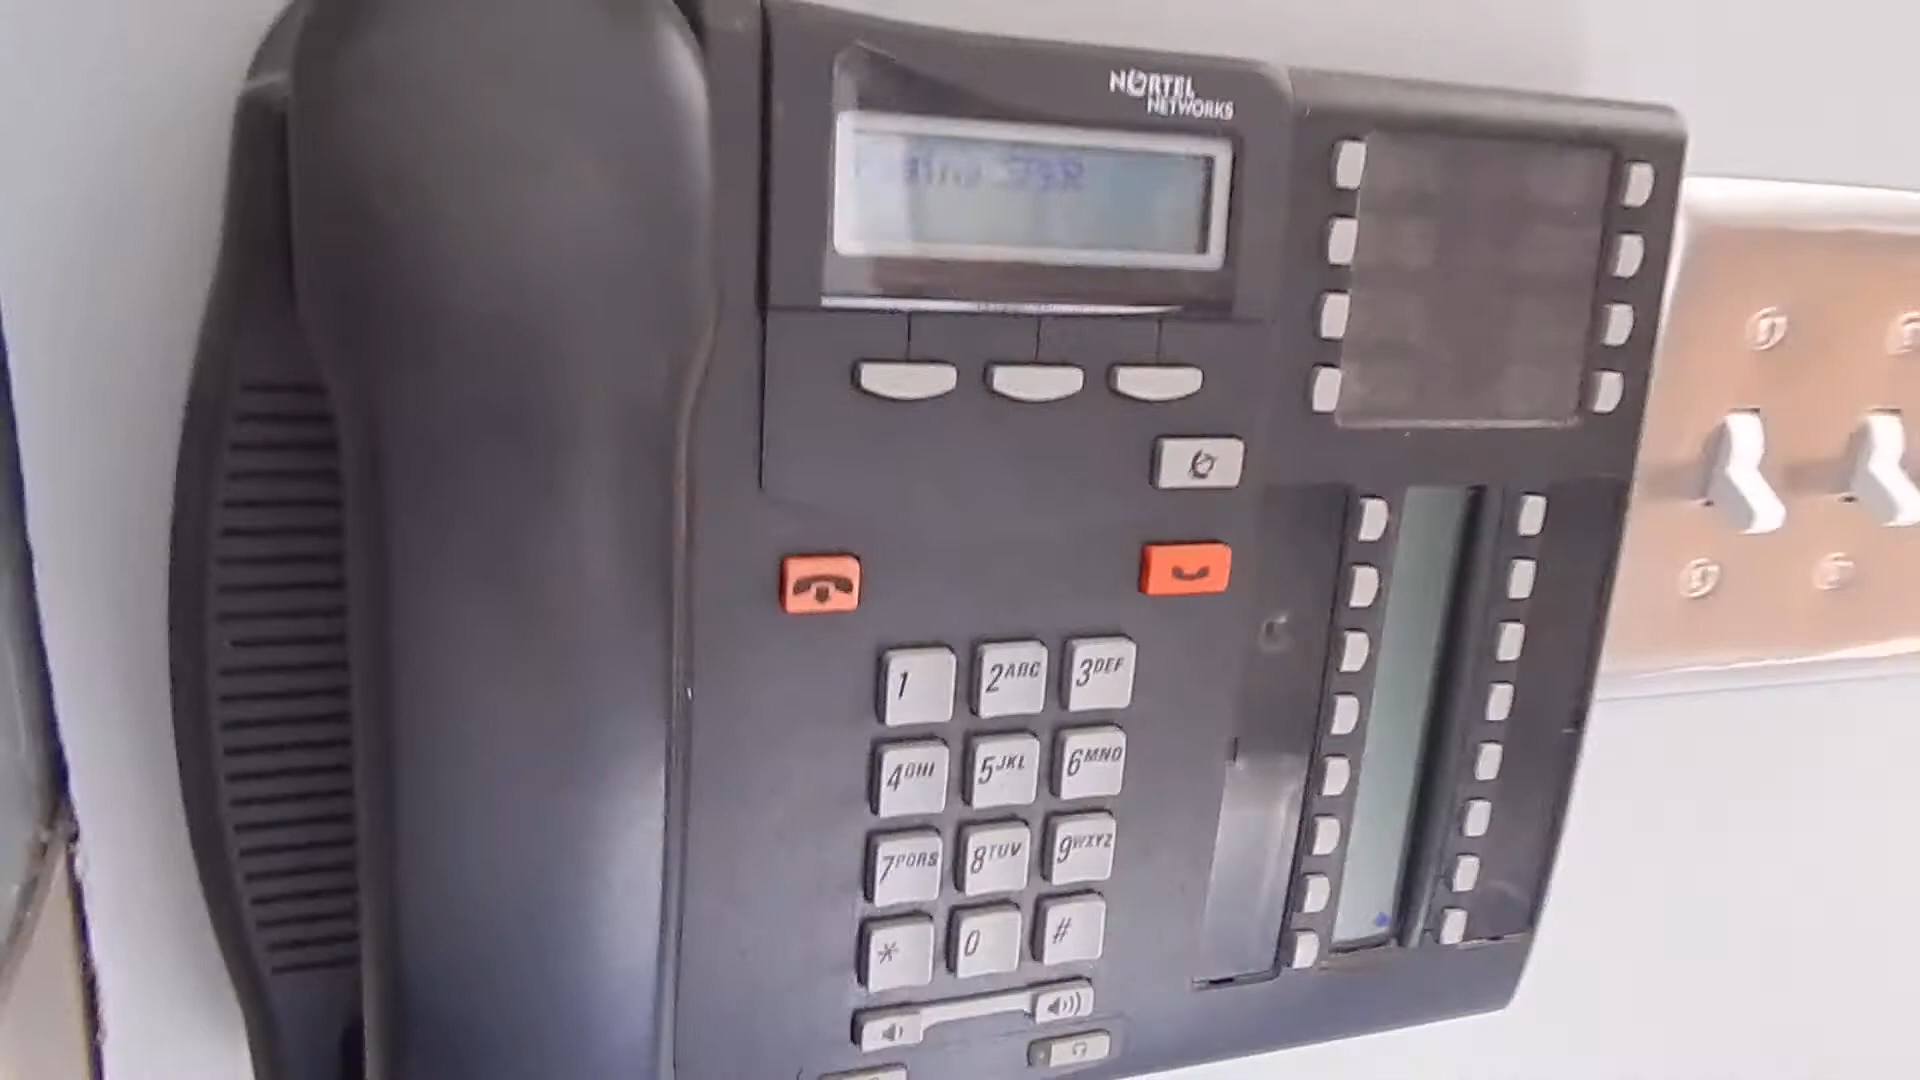 NORTEL
NETWORKS
1
2ABC
3DEF
4GHI
5JKL
6MNO
7PQRS
8TUV
9WXYZ
*
0
#